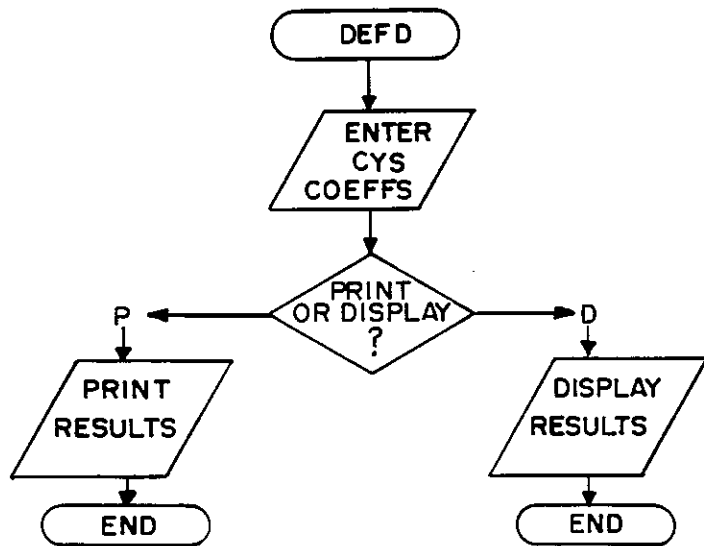 DEFD
ENTER
CYS
COEFFS
PRINT
OR DISPLAY
?
P
D
PRINT
RESULTS
DISPLAY
RESULTS
END
END